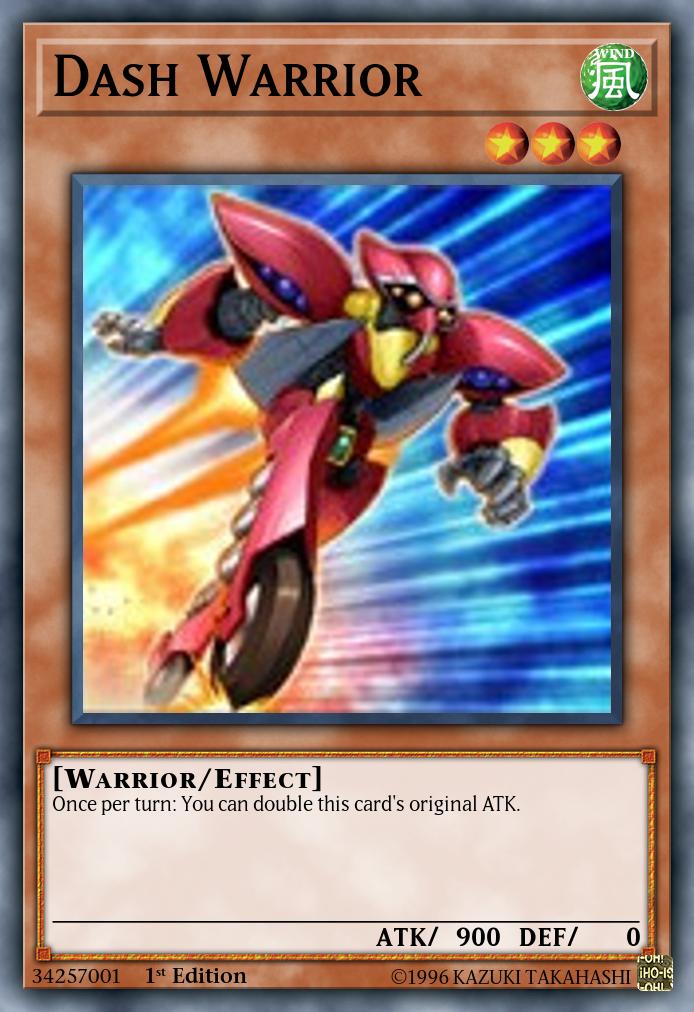 DASH WARRIOR
WIND
風
[WARRIOR/EFFECT]
Once per turn: You can double this card's original ATK.
ATK/ 900 DEF/ 0
34257001 1st Edition ©1996 KAZUKI TAKAHASHI